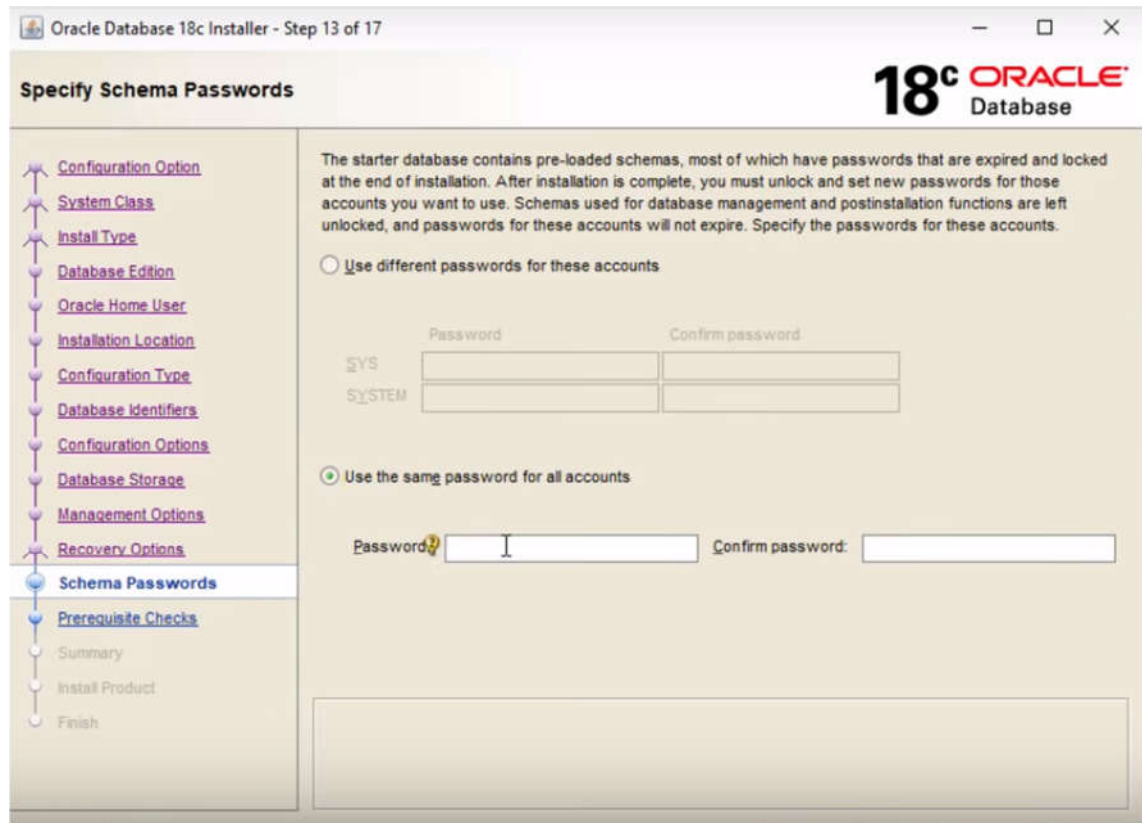 Oracle Database 18c Installer - Step 13 of 17
Specify Schema Passwords
18c ORACLE
Database
Configuration Option
System Class
Install Type
Database Edition
Oracle Home User
Installation Location
Configuration Type
Database Identifiers
Configuration Options
Database Storage
Management Options
Recovery Options
Schema Passwords
Prerequisite Checks
Summary
Install Product
Finish
The starter database contains pre-loaded schemas, most of which have passwords that are expired and locked
at the end of installation. After installation is complete, you must unlock and set new passwords for those
accounts you want to use. Schemas used for database management and postinstallation functions are left
unlocked, and passwords for these accounts will not expire. Specify the passwords for these accounts.
Use different passwords for these accounts
Password Confirm password
SYS
SYSTEM
Use the same password for all accounts
Password Confirm password: